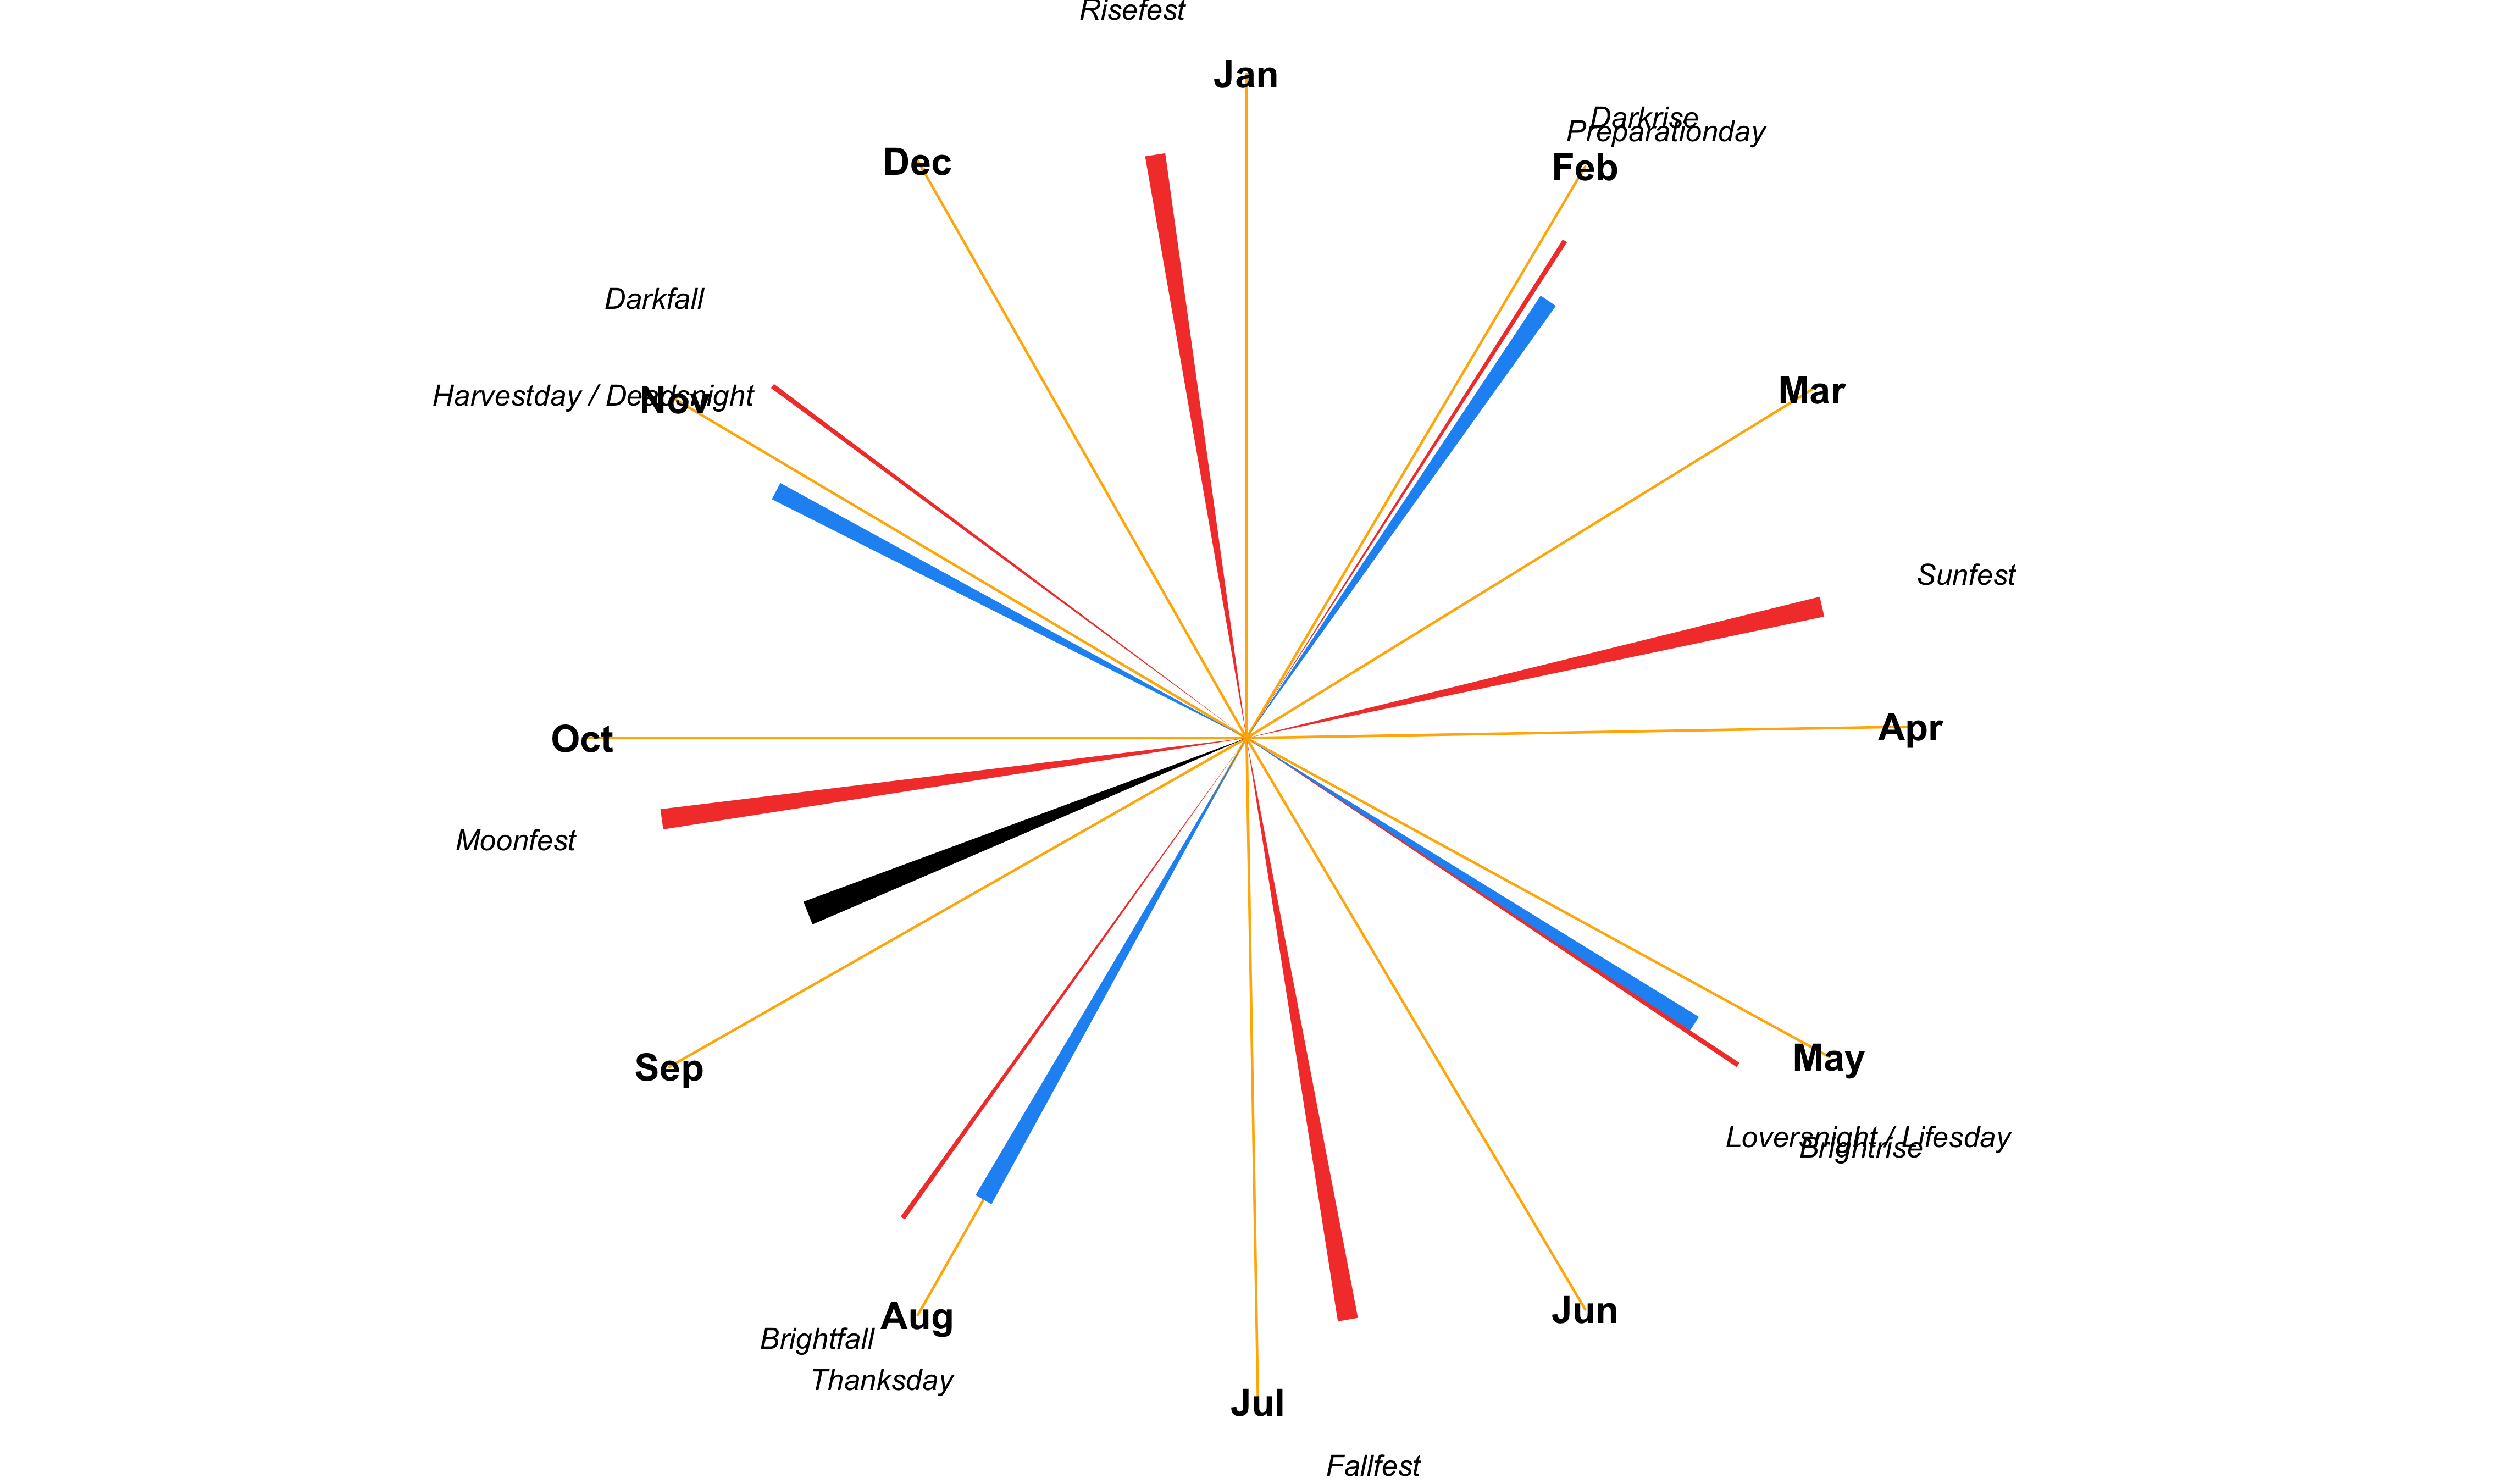 Risefest
Jan
Darkrise
Preparationday
Feb
Dec
Darkfall
Harvestday / Deadsnight
Nov
Mar
Sunfest
Apr
Oct
Moonfest
Sep
May
Loversnight / Lifesday
Brightrise
Jun
Aug
Brightfall
Thanksday
Jul
Fallfest